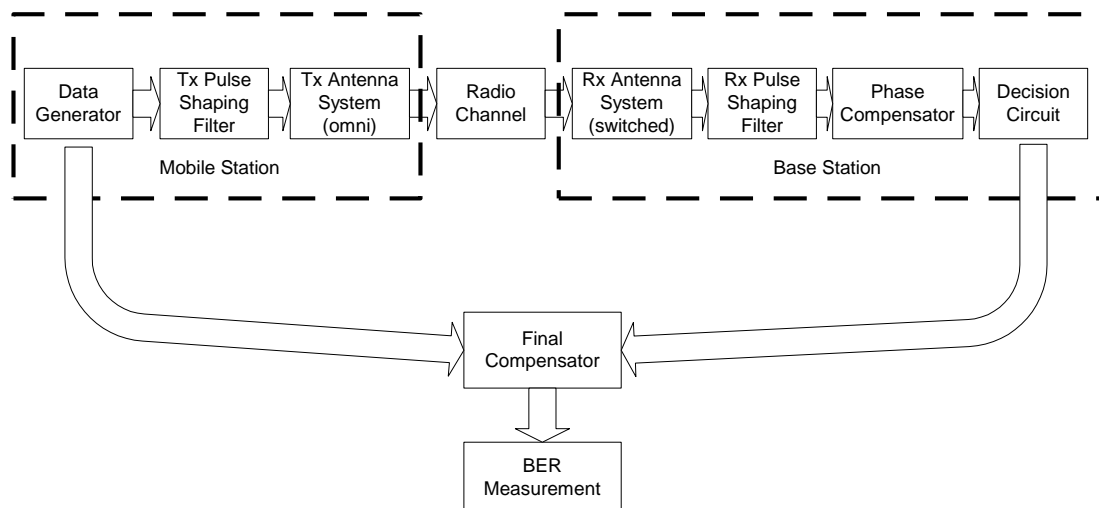 Data
Generator
Tx Pulse
Shaping
Filter
Tx Antenna
System
(omni)
Radio
Channel
Rx Antenna
System
(switched)
Rx Pulse
Shaping
Filter
Phase
Compensator
Decision
Circuit
Mobile Station
Base Station
Final
Compensator
BER
Measurement